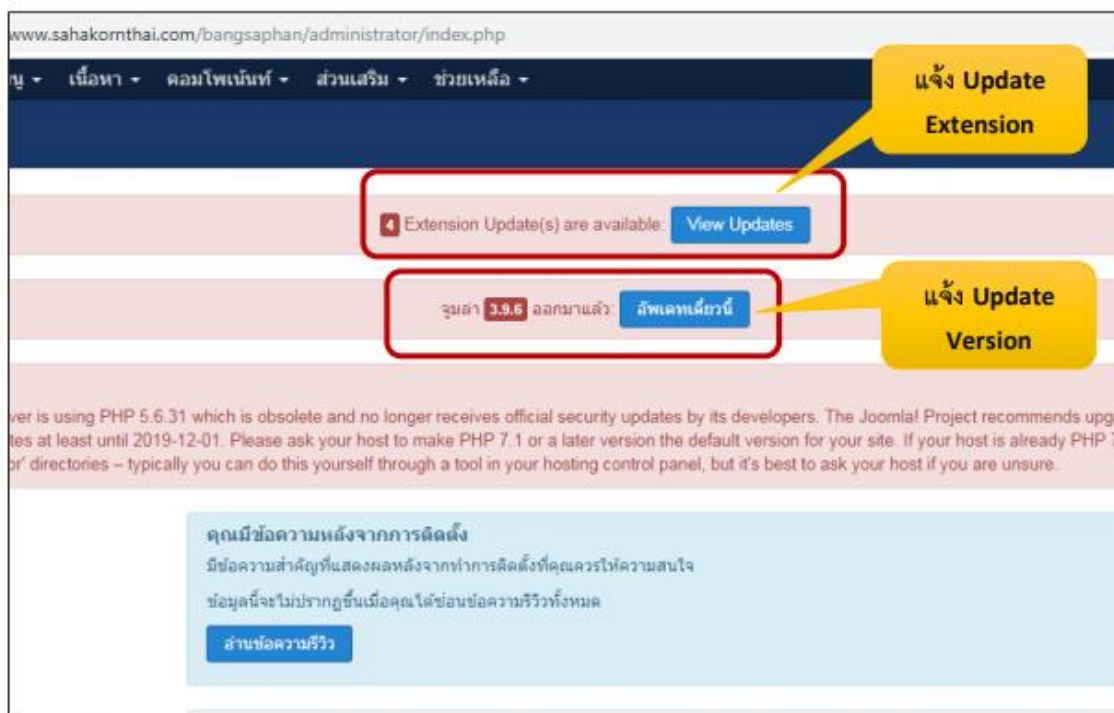 www.sahakornthai.com/bangsaphan/administrator/index.php
นู เนื้อหา คอมโพเน้นท์ ส่วนเสริม ช่วยเหลือ
แจ้ง Update
Extension
4 Extension Update(s) are available: View Updates
จูมล่า 3.9.6 ออกมาแล้ว: อัพเดทเดี๋ยวนี้
แจ้ง Update
Version
ver is using PHP 5.6.31 which is obsolete and no longer receives official security updates by its developers. The Joomla! Project recommends upg
tes at least until 2019-12-01. Please ask your host to make PHP 7.1 or a later version the default version for your site. If your host is already PHP
or' directories – typically you can do this yourself through a tool in your hosting control panel, but it's best to ask your host if you are unsure.
คุณมีข้อความหลังจากการติดตั้ง
มีข้อความสำคัญที่แสดงผลหลังจากทำการติดตั้งที่คุณควรให้ความสนใจ
ข้อมูลนี้จะไม่ปรากฏขึ้นเมื่อคุณได้ซ่อนข้อความรีวิวทั้งหมด
อ่านข้อความรีวิว